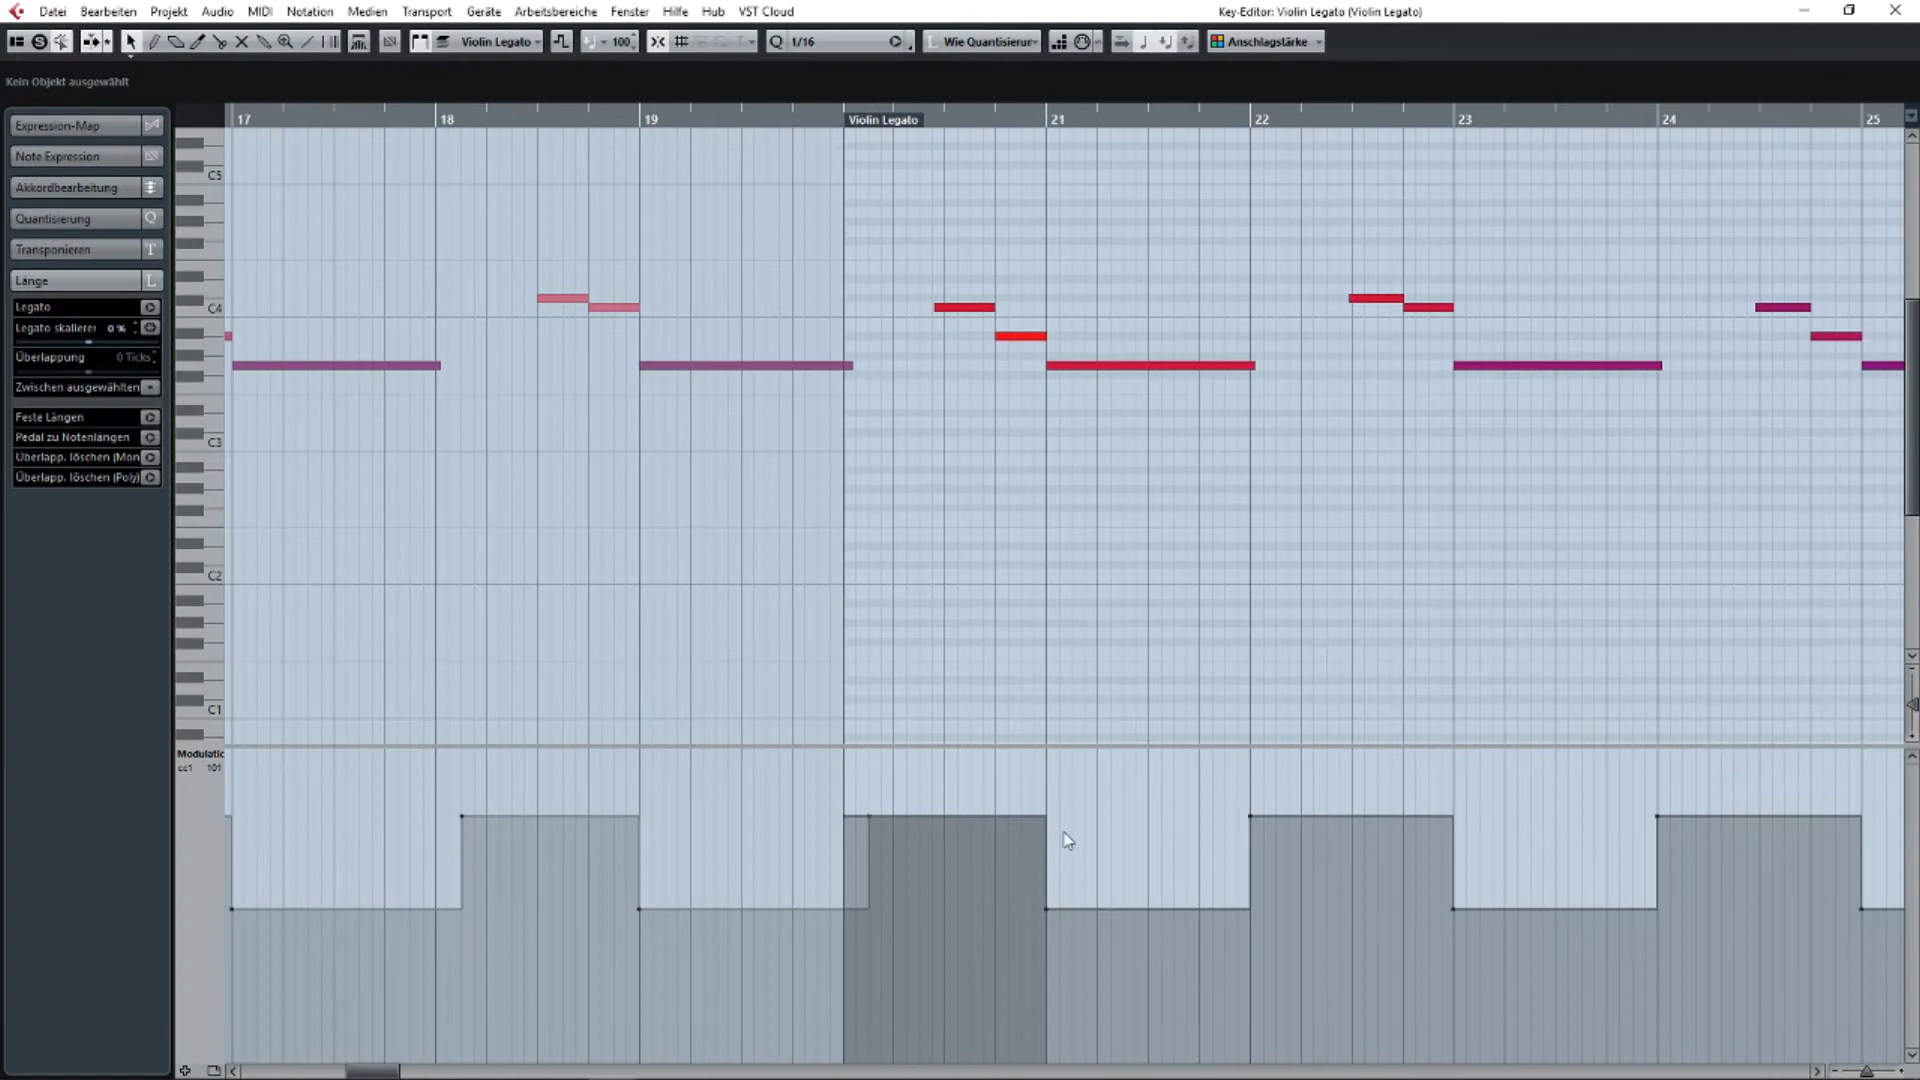 Datei Bearbeiten Projekt Audio MIDI Notation Medien Transport Geräte Arbeitsbereiche Fenster Hilfe Hub VST Cloud Key-Editor: Violin Legato (Violin Legato)
Violin Legato 100 Q 1/16 L Wie Quantisierur Anschlagstärke
Kein Objekt ausgewählt
Expression-Map
17 18 19 Violin Legato 21 22 23 24 25
Note Expression
C5
Akkordbearbeitung
Quantisierung Q
Transponieren T
Länge L
Legato
C4
Legato skalierer 0 %
Überlappung 0 Ticks
Zwischen ausgewählten
Feste Längen
Pedal zu Notenlängen
C3
Überlapp. löschen (Mon
Überlapp. löschen (Poly)
C2
C1
Modulatic
cc1 101